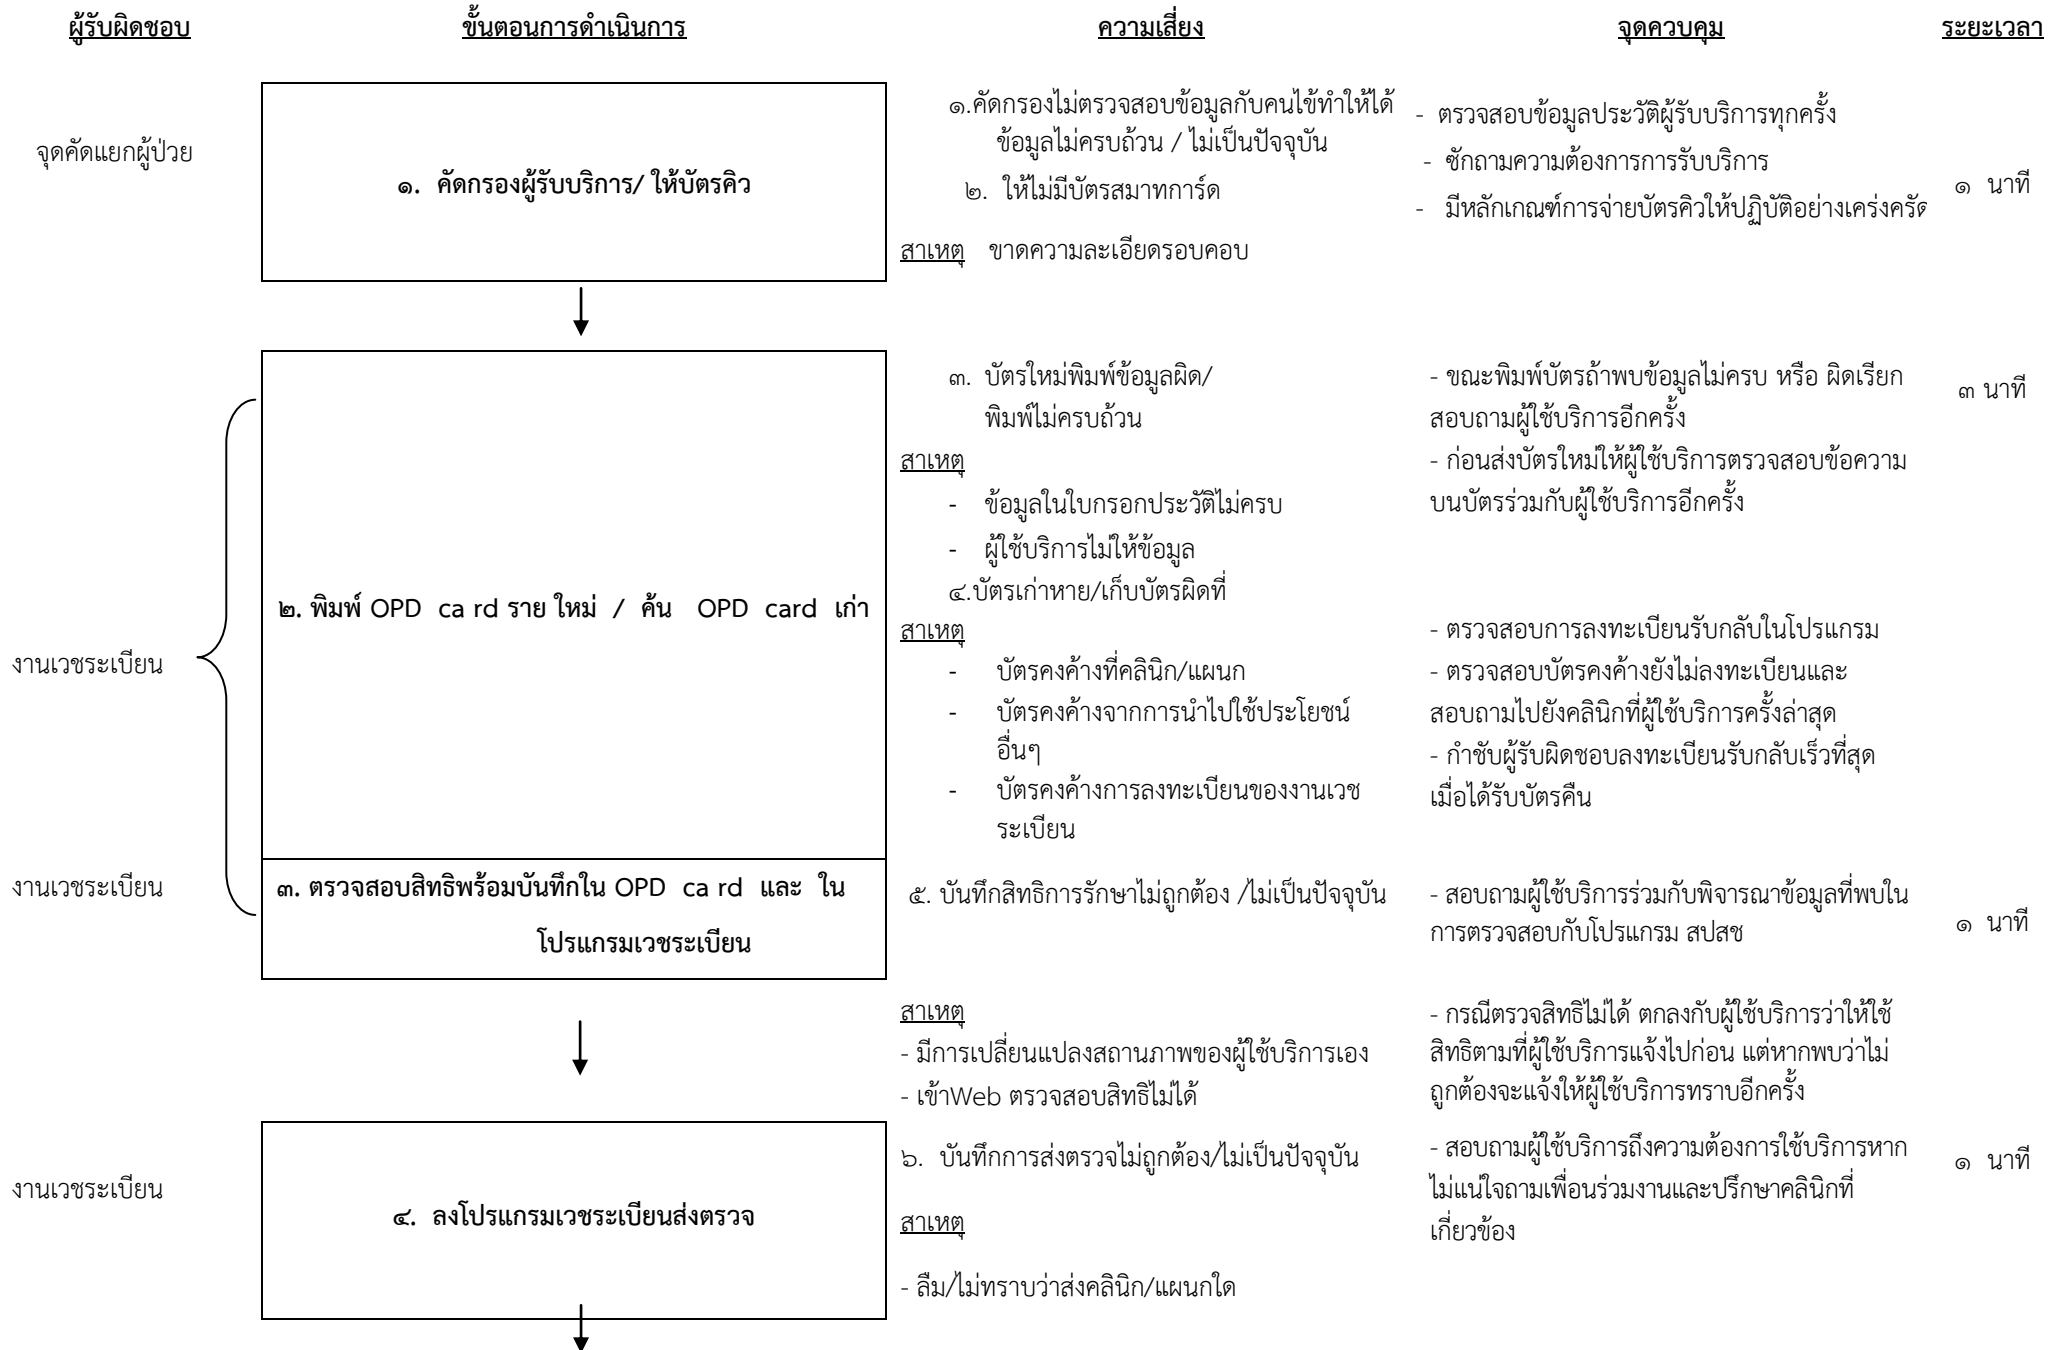 ผู้รับผิดชอบ ขั้นตอนการดำเนินการ ความเสี่ยง จุดควบคุม ระยะเวลา
จุดคัดแยกผู้ป่วย
๑. คัดกรองผู้รับบริการ/ ให้บัตรคิว
๑.คัดกรองไม่ตรวจสอบข้อมูลกับคนไข้ทำให้ได้
ข้อมูลไม่ครบถ้วน / ไม่เป็นปัจจุบัน
๒. ให้ไม่มีบัตรสมาทการ์ด
สาเหตุ ขาดความละเอียดรอบคอบ
- ตรวจสอบข้อมูลประวัติผู้รับบริการทุกครั้ง
- ซักถามความต้องการการรับบริการ
- มีหลักเกณฑ์การจ่ายบัตรคิวให้ปฏิบัติอย่างเคร่งครัด
๑ นาที
งานเวชระเบียน
๒. พิมพ์ OPD ca rd ราย ใหม่ / ค้น OPD card เก่า
๓. บัตรใหม่พิมพ์ข้อมูลผิด/
พิมพ์ไม่ครบถ้วน
สาเหตุ
- ข้อมูลในใบกรอกประวัติไม่ครบ
- ผู้ใช้บริการไม่ให้ข้อมูล
๔.บัตรเก่าหาย/เก็บบัตรผิดที่
สาเหตุ
- บัตรคงค้างที่คลินิก/แผนก
- บัตรคงค้างจากการนำไปใช้ประโยชน์
อื่นๆ
- บัตรคงค้างการลงทะเบียนของงานเวช
ระเบียน
- ขณะพิมพ์บัตรถ้าพบข้อมูลไม่ครบ หรือ ผิดเรียก
สอบถามผู้ใช้บริการอีกครั้ง
- ก่อนส่งบัตรใหม่ให้ผู้ใช้บริการตรวจสอบข้อความ
บนบัตรร่วมกับผู้ใช้บริการอีกครั้ง
- ตรวจสอบการลงทะเบียนรับกลับในโปรแกรม
- ตรวจสอบบัตรคงค้างยังไม่ลงทะเบียนและ
สอบถามไปยังคลินิกที่ผู้ใช้บริการครั้งล่าสุด
- กำชับผู้รับผิดชอบลงทะเบียนรับกลับเร็วที่สุด
เมื่อได้รับบัตรคืน
๓ นาที
งานเวชระเบียน
๓. ตรวจสอบสิทธิพร้อมบันทึกใน OPD ca rd และ ใน
โปรแกรมเวชระเบียน
๕. บันทึกสิทธิการรักษาไม่ถูกต้อง /ไม่เป็นปัจจุบัน
สาเหตุ
- มีการเปลี่ยนแปลงสถานภาพของผู้ใช้บริการเอง
- เข้าWeb ตรวจสอบสิทธิไม่ได้
- สอบถามผู้ใช้บริการร่วมกับพิจารณาข้อมูลที่พบใน
การตรวจสอบกับโปรแกรม สปสช
- กรณีตรวจสิทธิไม่ได้ ตกลงกับผู้ใช้บริการว่าให้ใช้
สิทธิตามที่ผู้ใช้บริการแจ้งไปก่อน แต่หากพบว่าไม่
ถูกต้องจะแจ้งให้ผู้ใช้บริการทราบอีกครั้ง
๑ นาที
งานเวชระเบียน
๔. ลงโปรแกรมเวชระเบียนส่งตรวจ
๖. บันทึกการส่งตรวจไม่ถูกต้อง/ไม่เป็นปัจจุบัน
สาเหตุ
- ลืม/ไม่ทราบว่าส่งคลินิก/แผนกใด
- สอบถามผู้ใช้บริการถึงความต้องการใช้บริการหาก
ไม่แน่ใจถามเพื่อนร่วมงานและปรึกษาคลินิกที่
เกี่ยวข้อง
๑ นาที